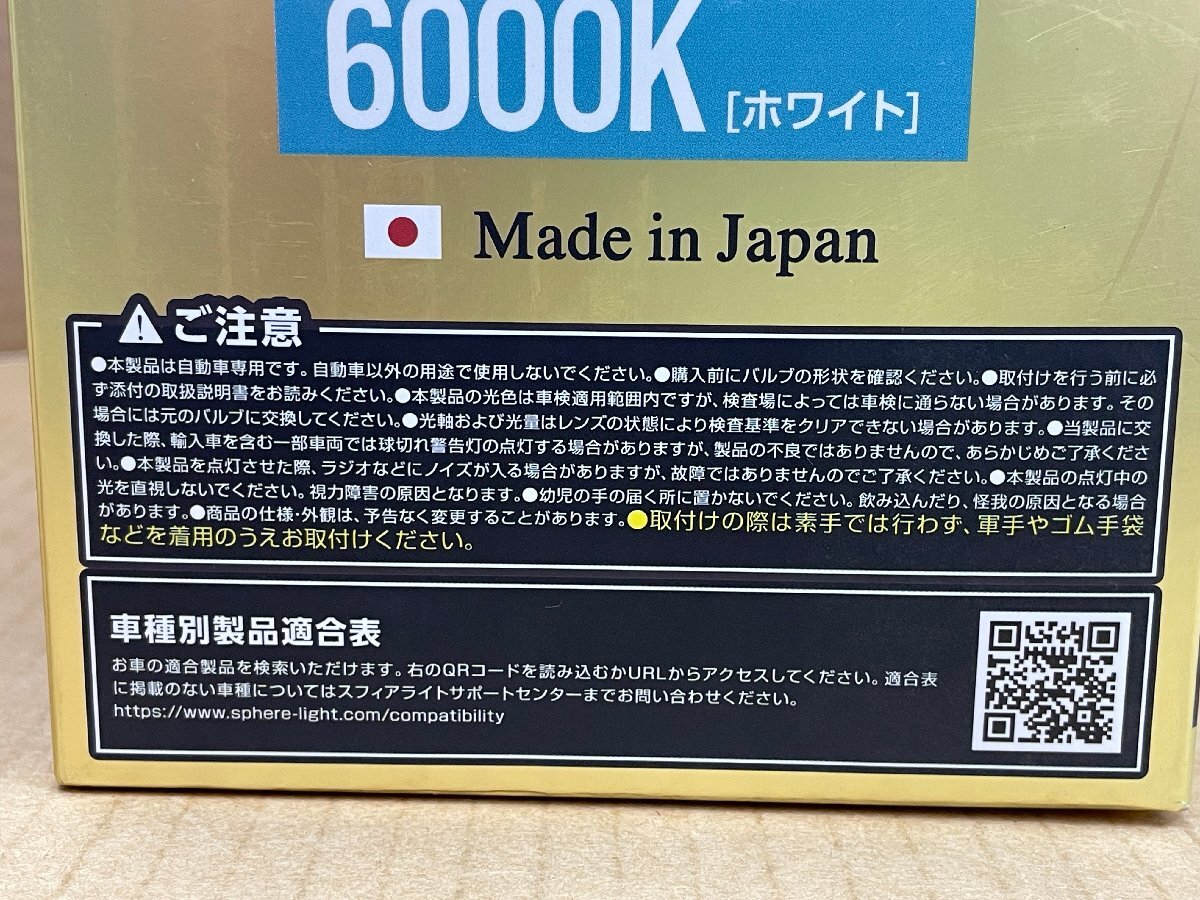 6000K [ホワイト]
Made in Japan
ご注意
●本製品は自動車専用です。自動車以外の用途で使用しないでください。●購入前にバルブの形状を確認ください。●取付けを行う前に必
ず添付の取扱説明書をお読みください。●本製品の光色は車検適用範囲内ですが、検査場によっては車検に通らない場合があります。その
場合には元のバルブに交換してください。●光軸および光量はレンズの状態により検査基準をクリアできない場合があります。●当製品に交
換した際、輸入車を含む一部車両では球切れ警告灯の点灯する場合がありますが、製品の不良ではありませんので、あらかじめご了承くださ
い。●本製品を点灯させた際、ラジオなどにノイズが入る場合がありますが、故障ではありませんのでご了承ください。●本製品の点灯中の
光を直視しないでください。視力障害の原因となります。●幼児の手の届く所に置かないでください。飲み込んだり、怪我の原因となる場合
があります。●商品の仕様・外観は、予告なく変更することがあります。●取付けの際は素手では行わず、軍手やゴム手袋
などを着用のうえお取付けください。
車種別製品適合表
お車の適合製品を検索いただけます。右のQRコードを読み込むかURLからアクセスしてください。適合表
に掲載のない車種についてはスフィアライトサポートセンターまでお問い合わせください。
https://www.sphere-light.com/compatibility